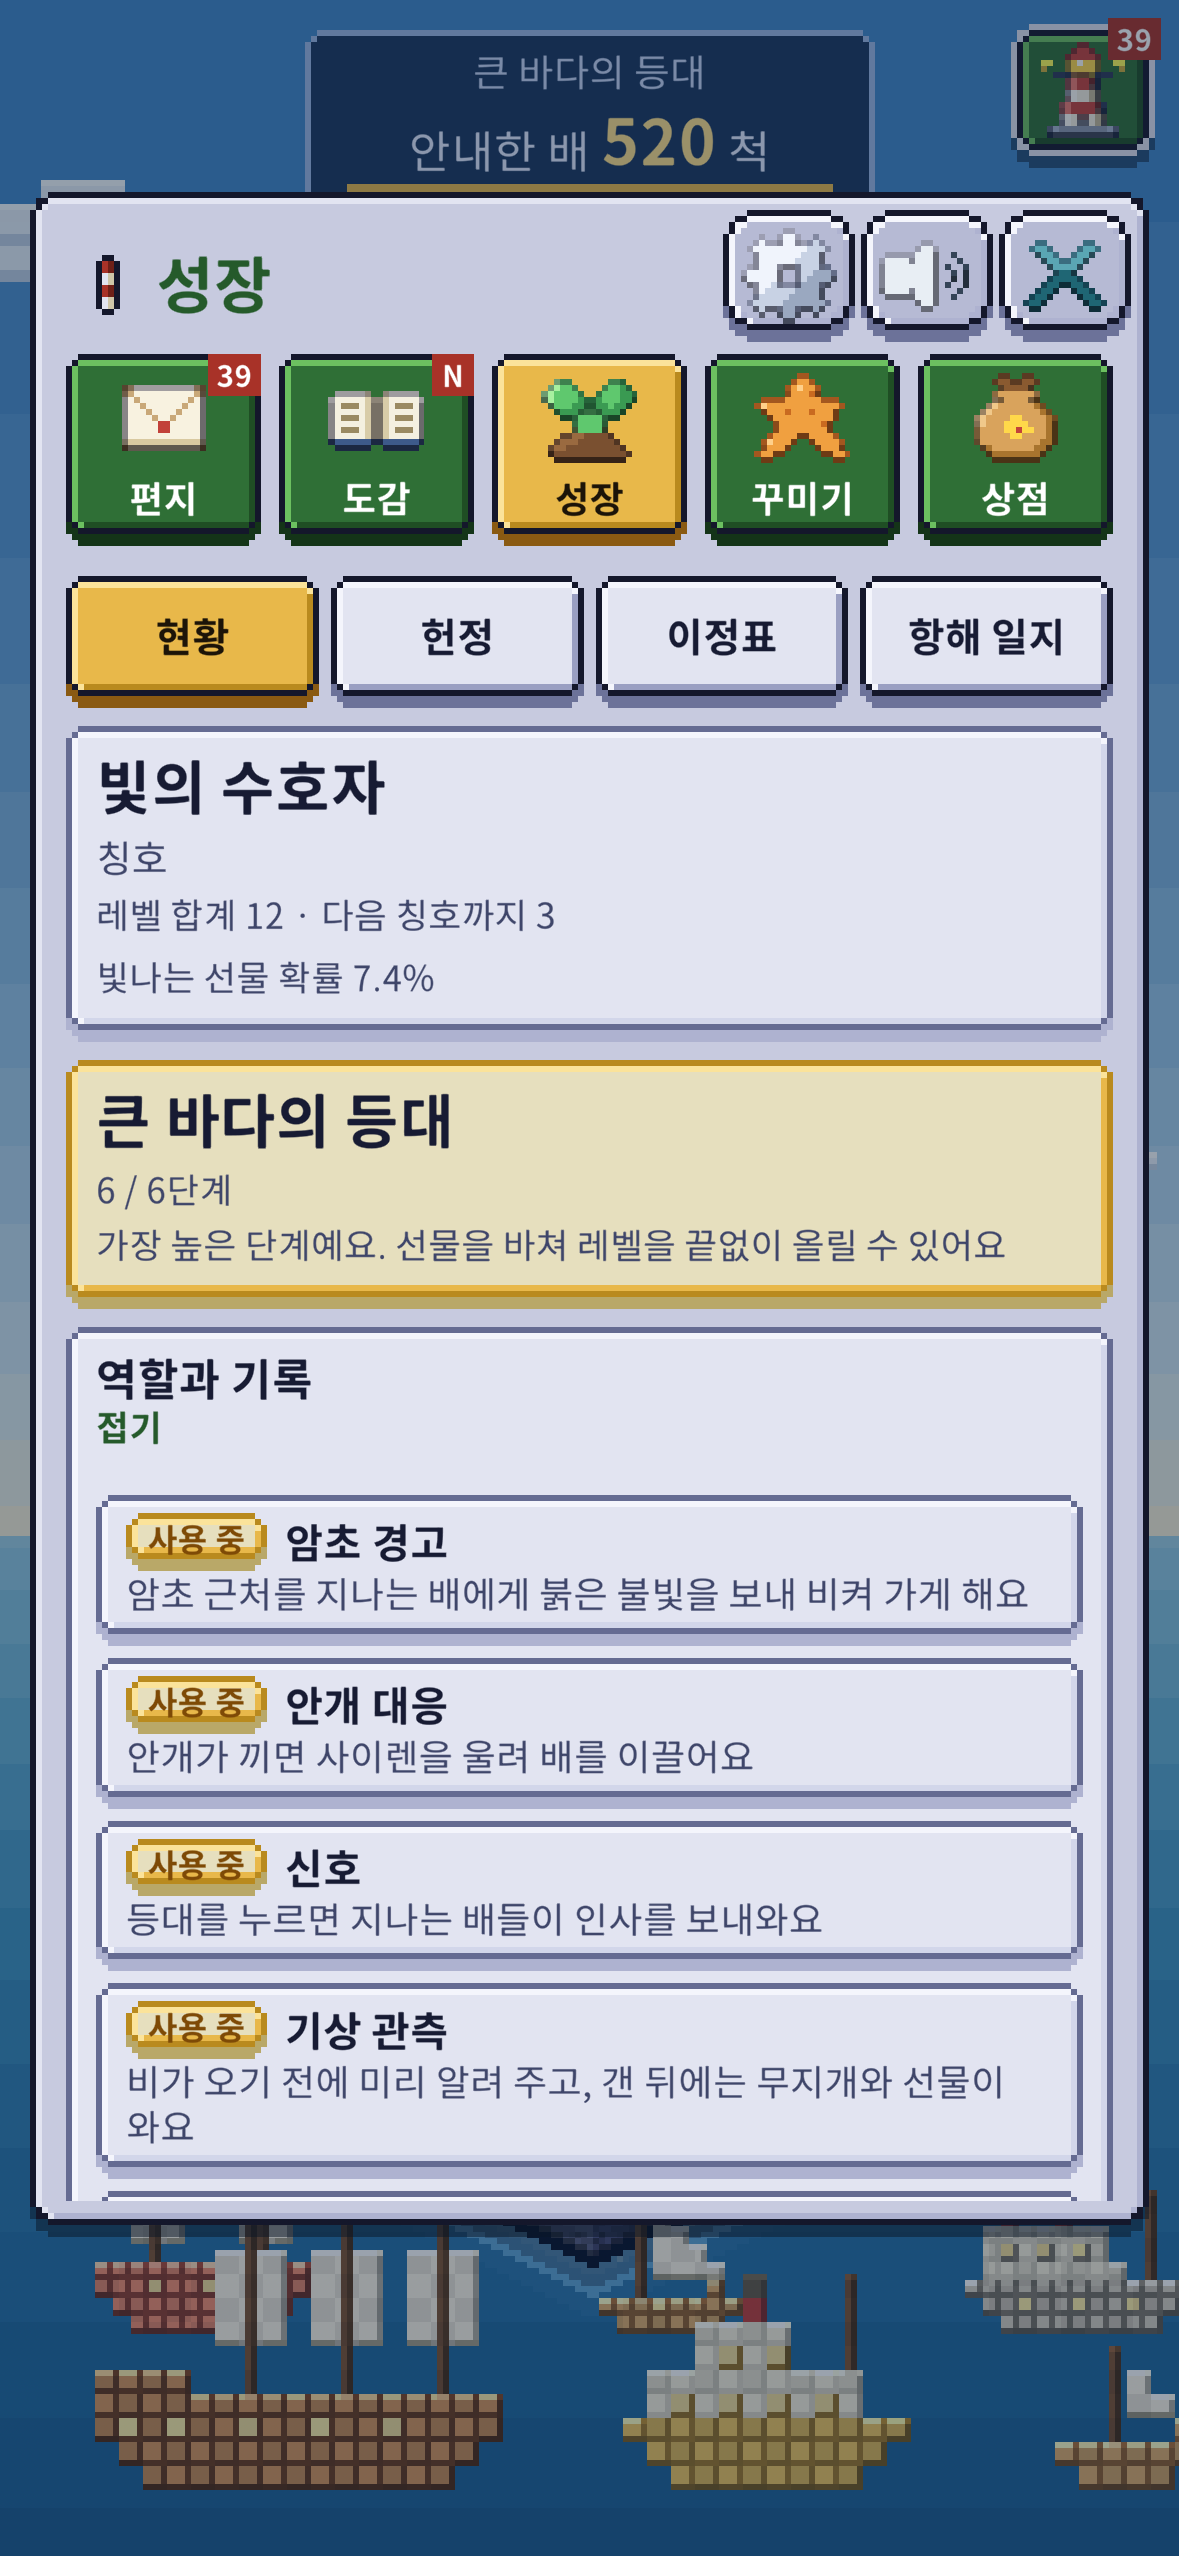 큰 바다의 등대
39
안내한 배 520 척
성장
39
N
편지
도감
성장
꾸미기
상점
현황
헌정
이정표
항해 일지
빛의 수호자
칭호
레벨 합계 12 · 다음 칭호까지 3
빛나는 선물 확률 7.4%
큰 바다의 등대
6 / 6단계
가장 높은 단계예요. 선물을 바쳐 레벨을 끝없이 올릴 수 있어요
역할과 기록
접기
사용 중 암초 경고
암초 근처를 지나는 배에게 붉은 불빛을 보내 비켜 가게 해요
사용 중 안개 대응
안개가 끼면 사이렌을 울려 배를 이끌어요
사용 중 신호
등대를 누르면 지나는 배들이 인사를 보내와요
사용 중 기상 관측
비가 오기 전에 미리 알려 주고, 갠 뒤에는 무지개와 선물이
와요